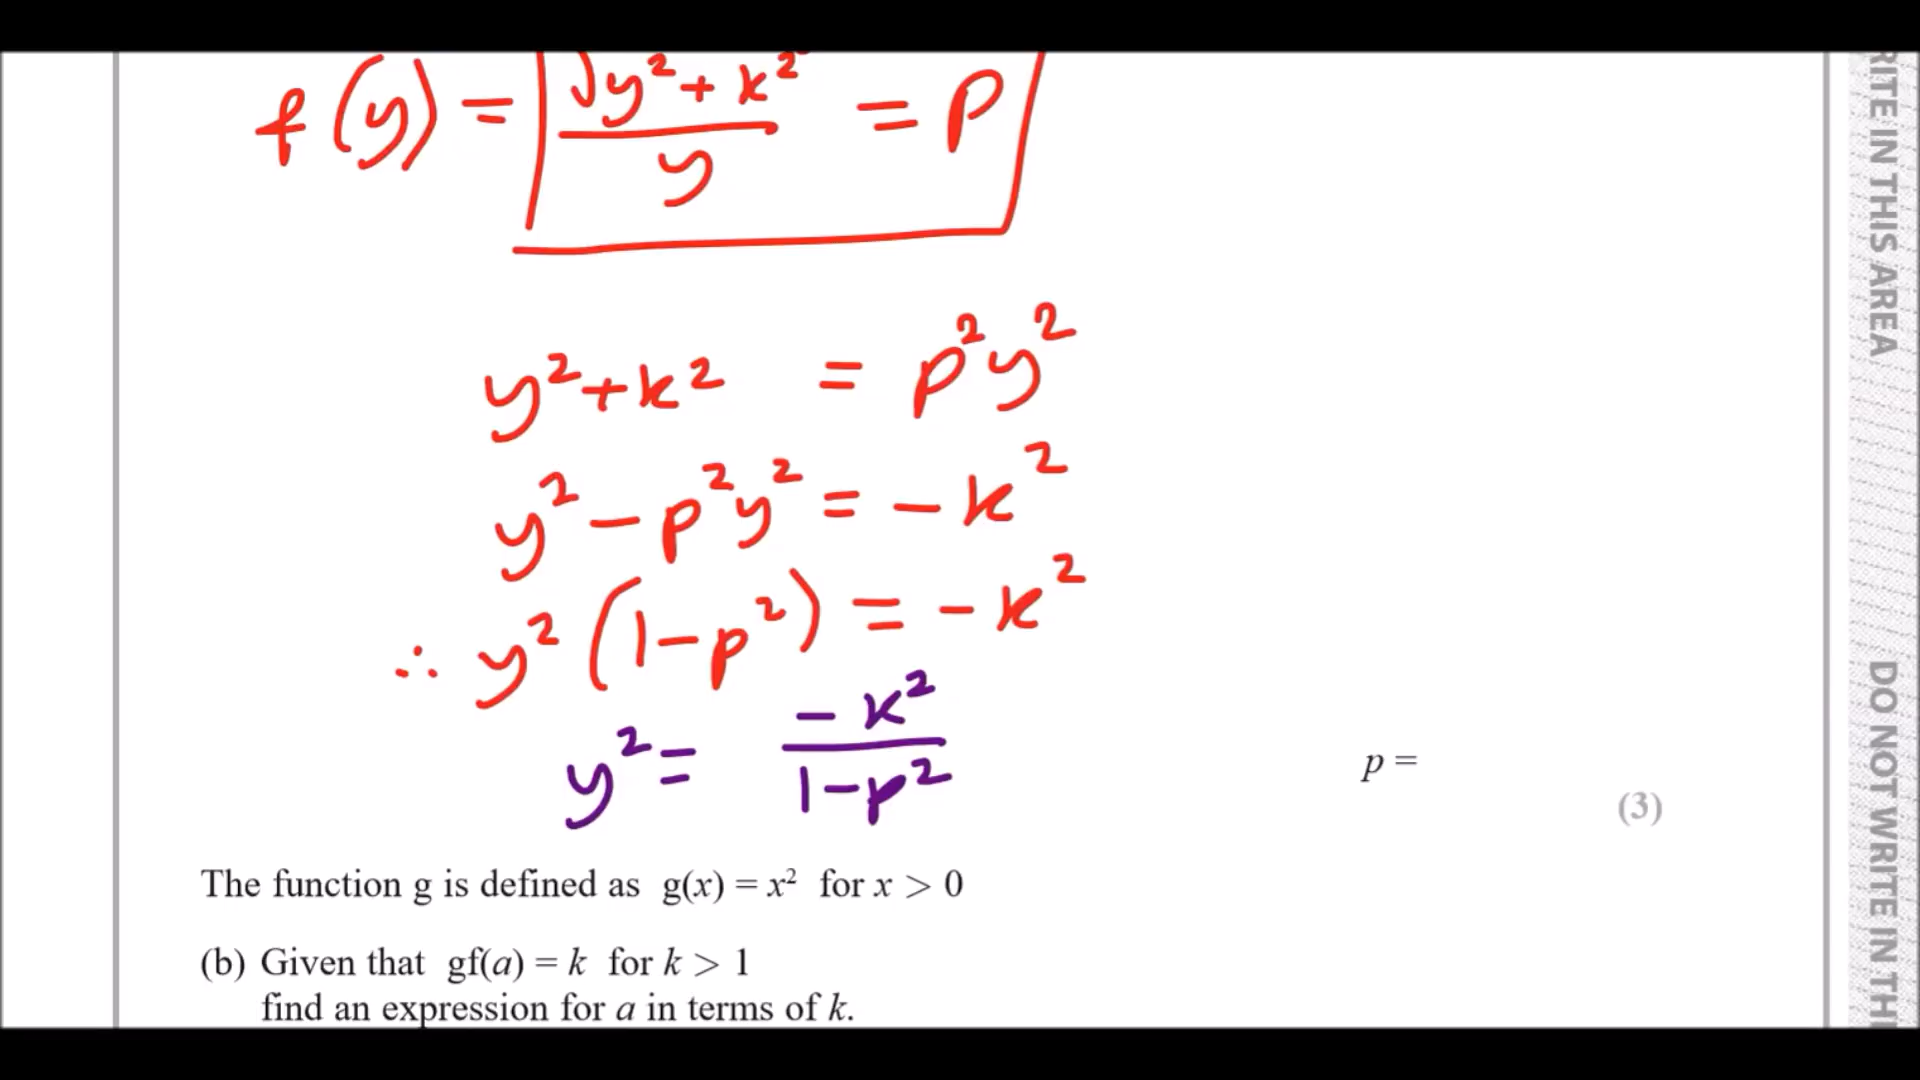 f(y) = √y² + k² / y = p
y² + k² = p²y²
y² − p²y² = −k²
∴ y² (1−p²) = −k²
y² = −k² / 1−p²
p =
(3)
The function g is defined as g(x) = x² for x > 0
(b) Given that gf(a) = k for k > 1
find an expression for a in terms of k.
RITE IN THIS AREA
DO NOT WRITE IN THI